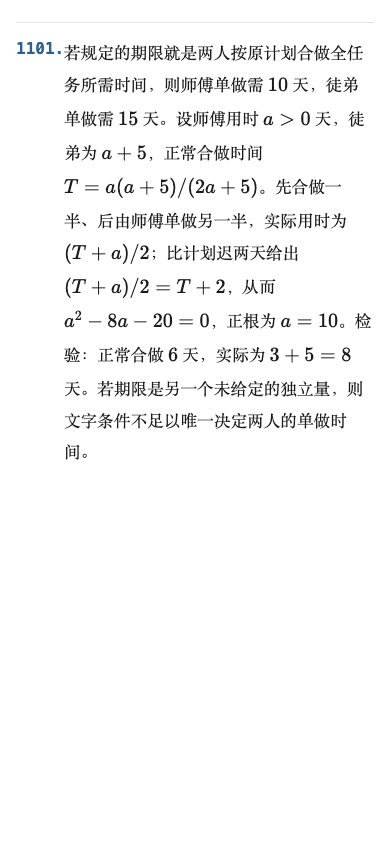 1101.若规定的期限就是两人按原计划合做全任
务所需时间，则师傅单做需 10 天，徒弟
单做需 15 天。设师傅用时 a > 0 天，徒
弟为 a + 5，正常合做时间
T = a(a + 5)/(2a + 5)。先合做一
半、后由师傅单做另一半，实际用时为
(T + a)/2；比计划迟两天给出
(T + a)/2 = T + 2，从而
a² − 8a − 20 = 0，正根为 a = 10。检
验：正常合做 6 天，实际为 3 + 5 = 8
天。若期限是另一个未给定的独立量，则
文字条件不足以唯一决定两人的单做时
间。